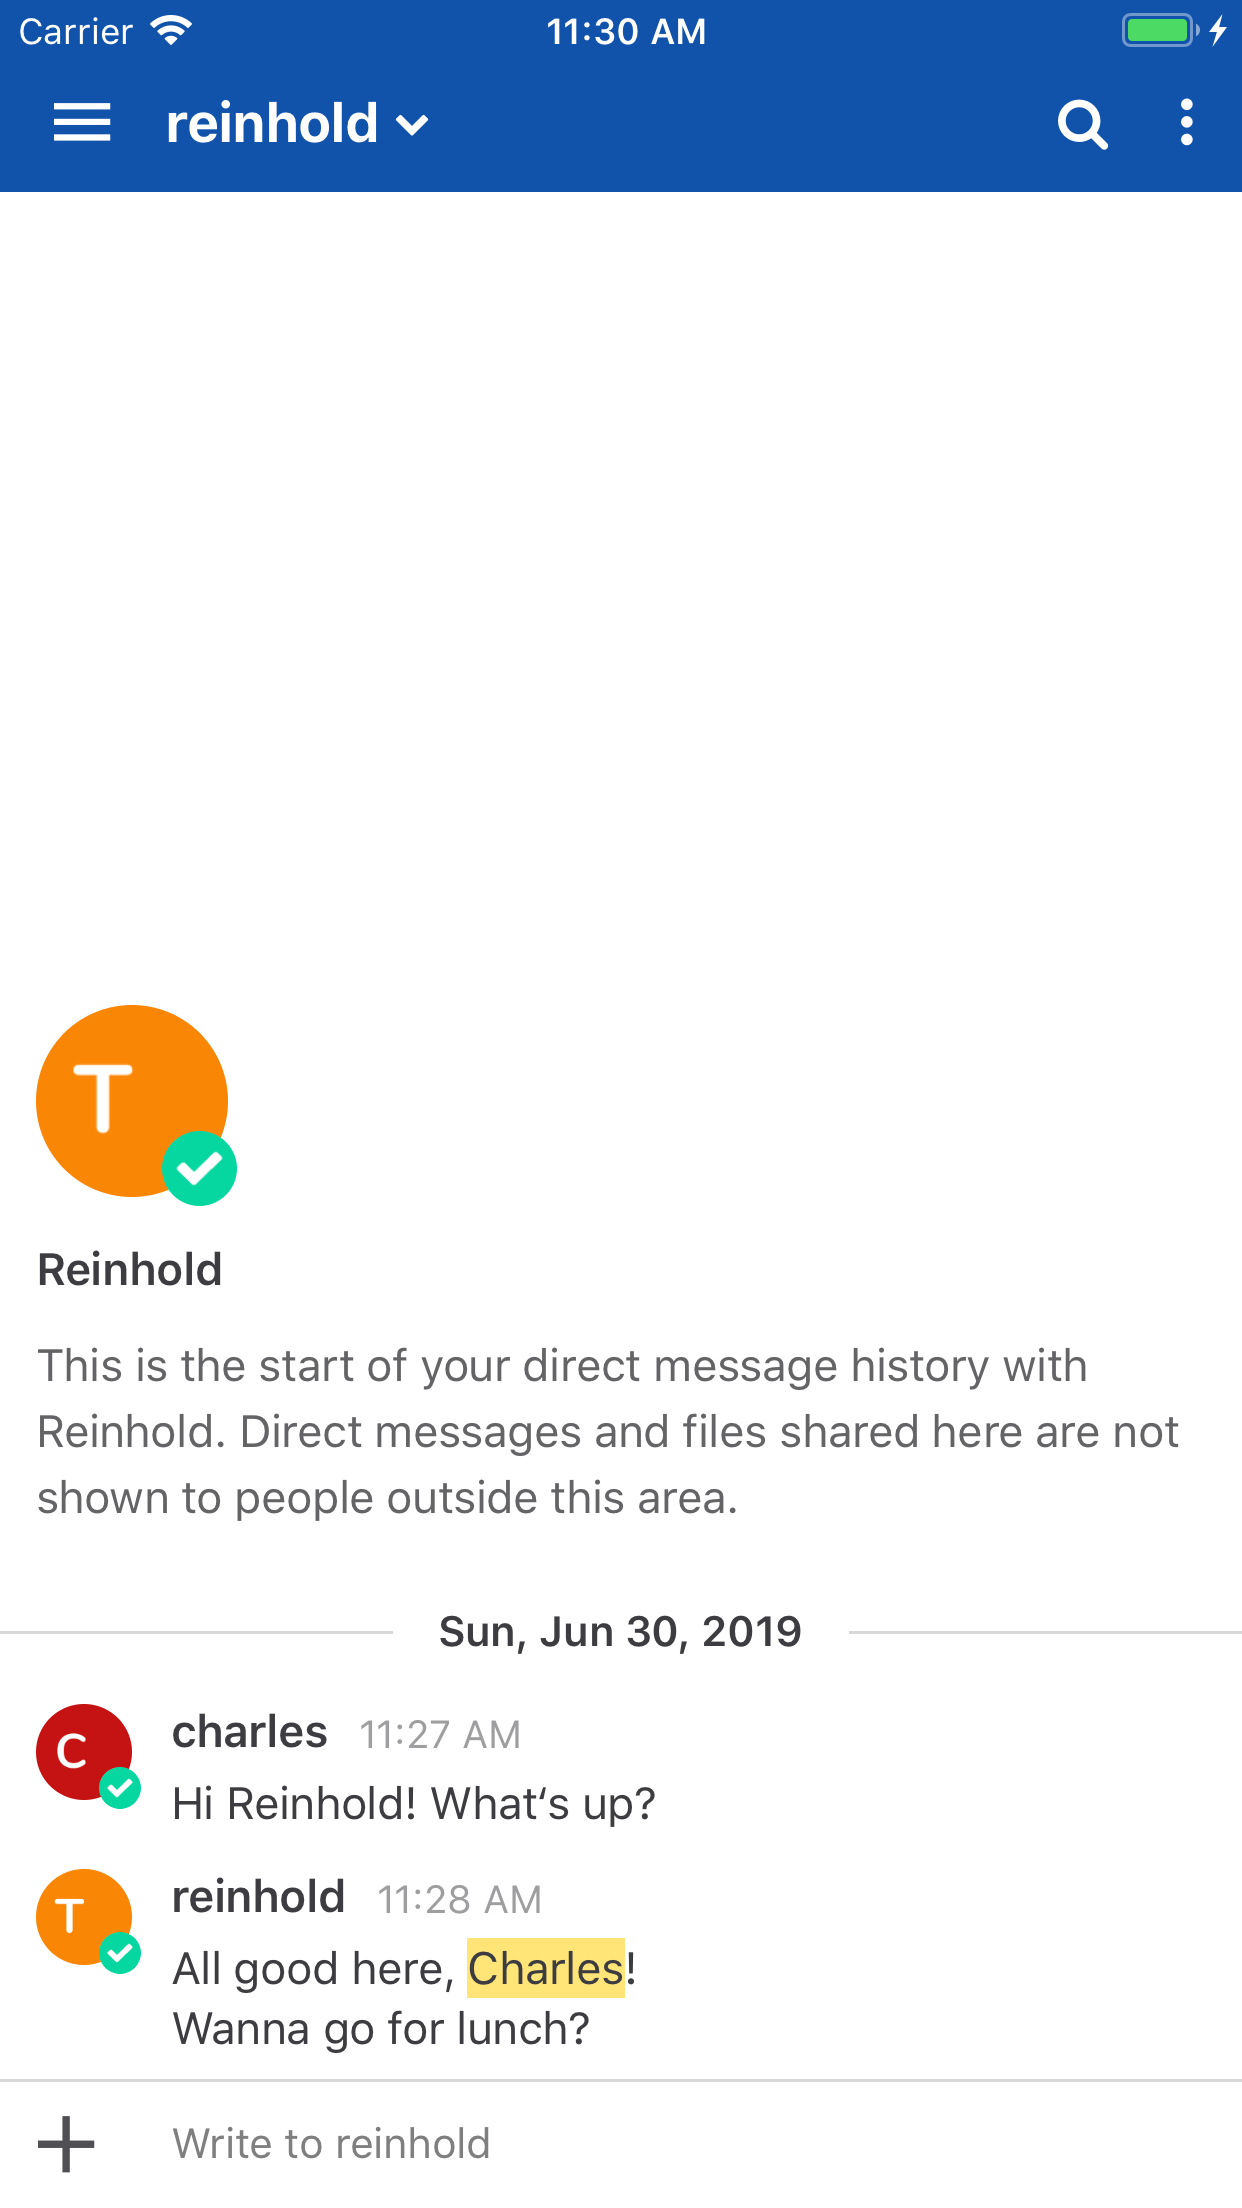 Carrier 11:30 AM
reinhold
T
Reinhold
This is the start of your direct message history with
Reinhold. Direct messages and files shared here are not
shown to people outside this area.
Sun, Jun 30, 2019
C
charles 11:27 AM
Hi Reinhold! What‘s up?
T
reinhold 11:28 AM
All good here, Charles!
Wanna go for lunch?
Write to reinhold